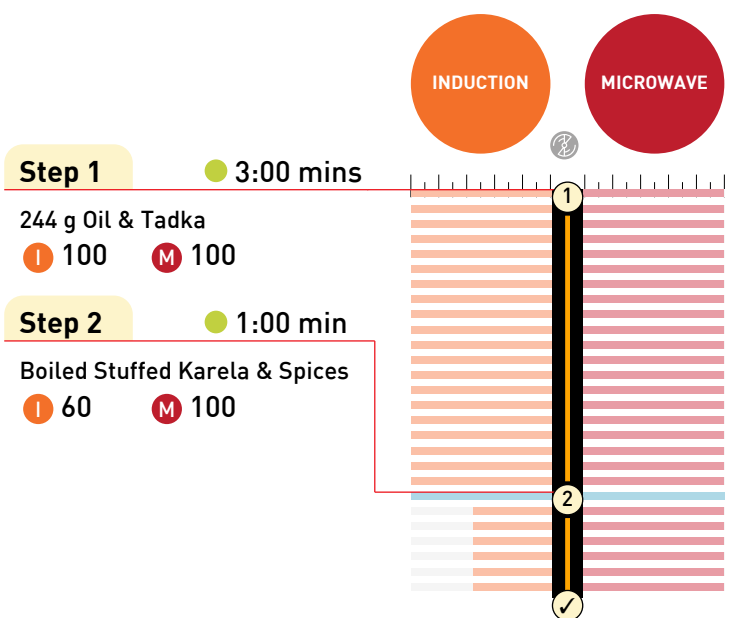 INDUCTION
MICROWAVE
Step 1
3:00 mins
244 g Oil & Tadka
I 100
M 100
Step 2
1:00 min
Boiled Stuffed Karela & Spices
I 60
M 100
1
2
✓